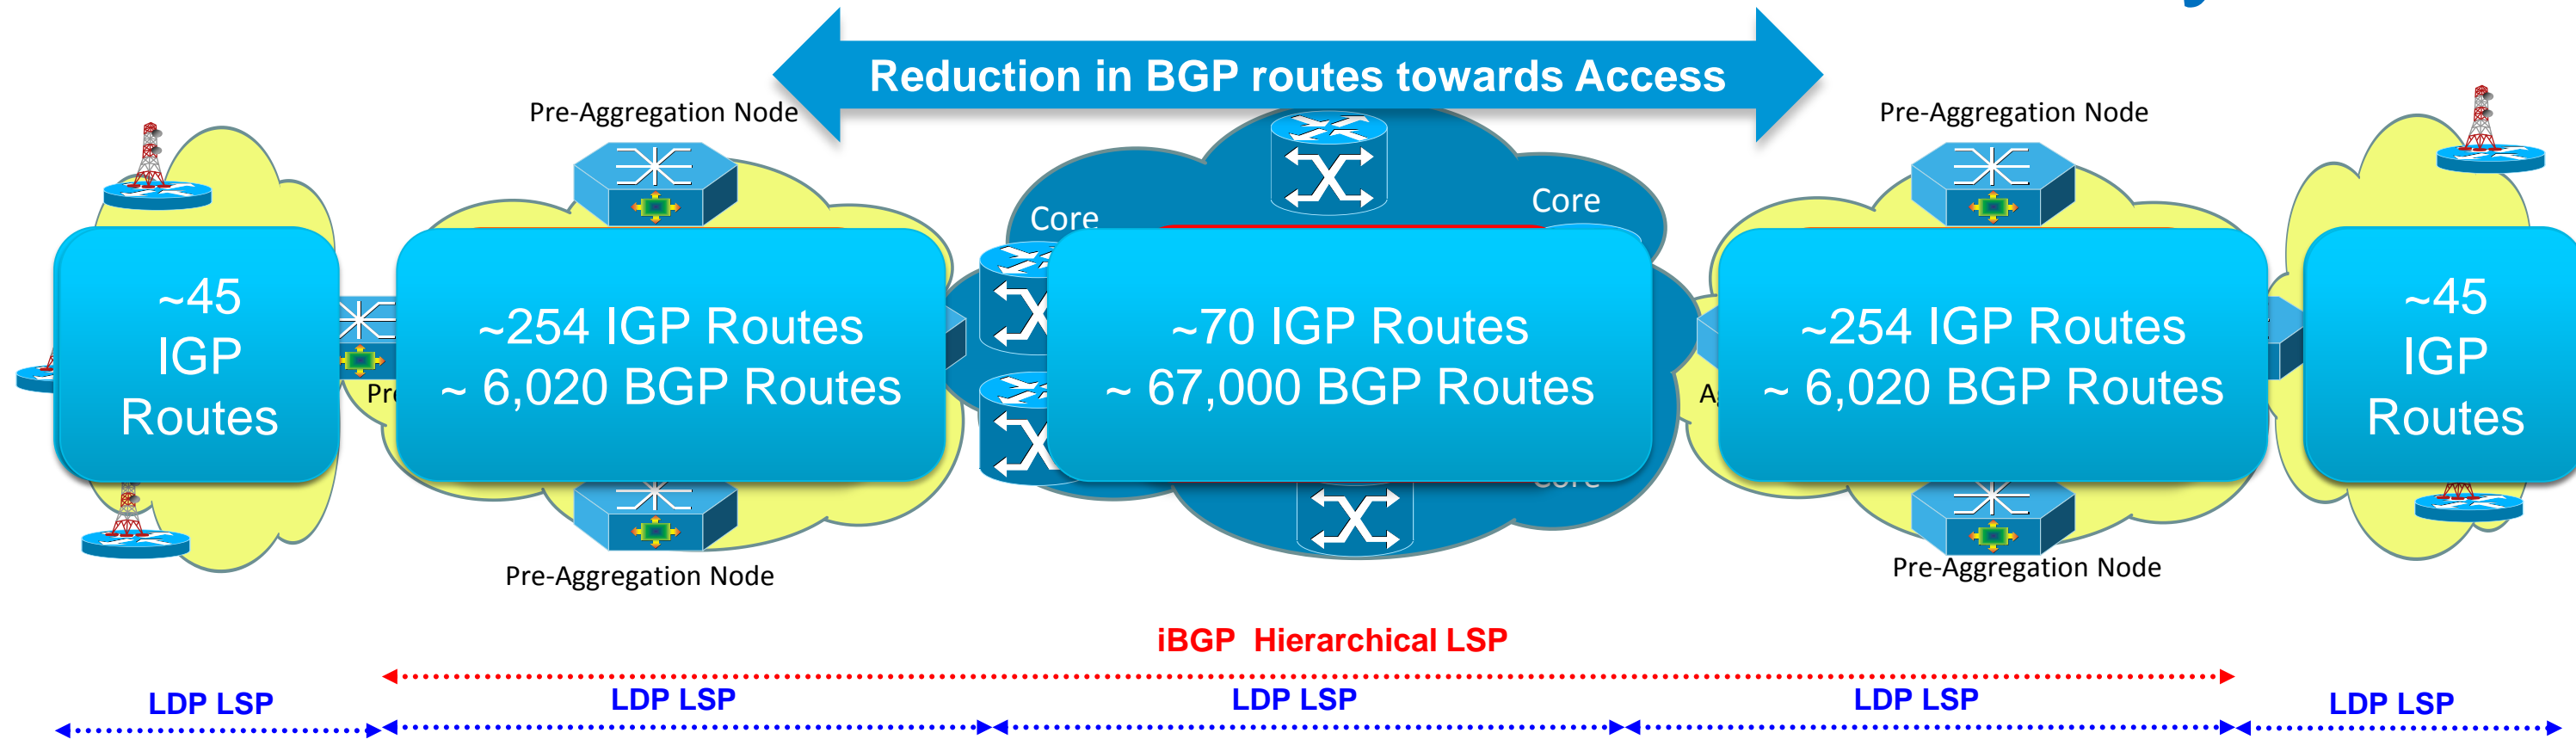 Reduction in BGP routes towards Access
Pre-Aggregation Node
Pre-Aggregation Node
Core
Core
~45
IGP
Routes
~254 IGP Routes
~ 6,020 BGP Routes
~70 IGP Routes
~ 67,000 BGP Routes
~254 IGP Routes
~ 6,020 BGP Routes
~45
IGP
Routes
Pre-Aggregation Node
Pre-Aggregation Node
iBGP Hierarchical LSP
LDP LSP
LDP LSP
LDP LSP
LDP LSP
LDP LSP